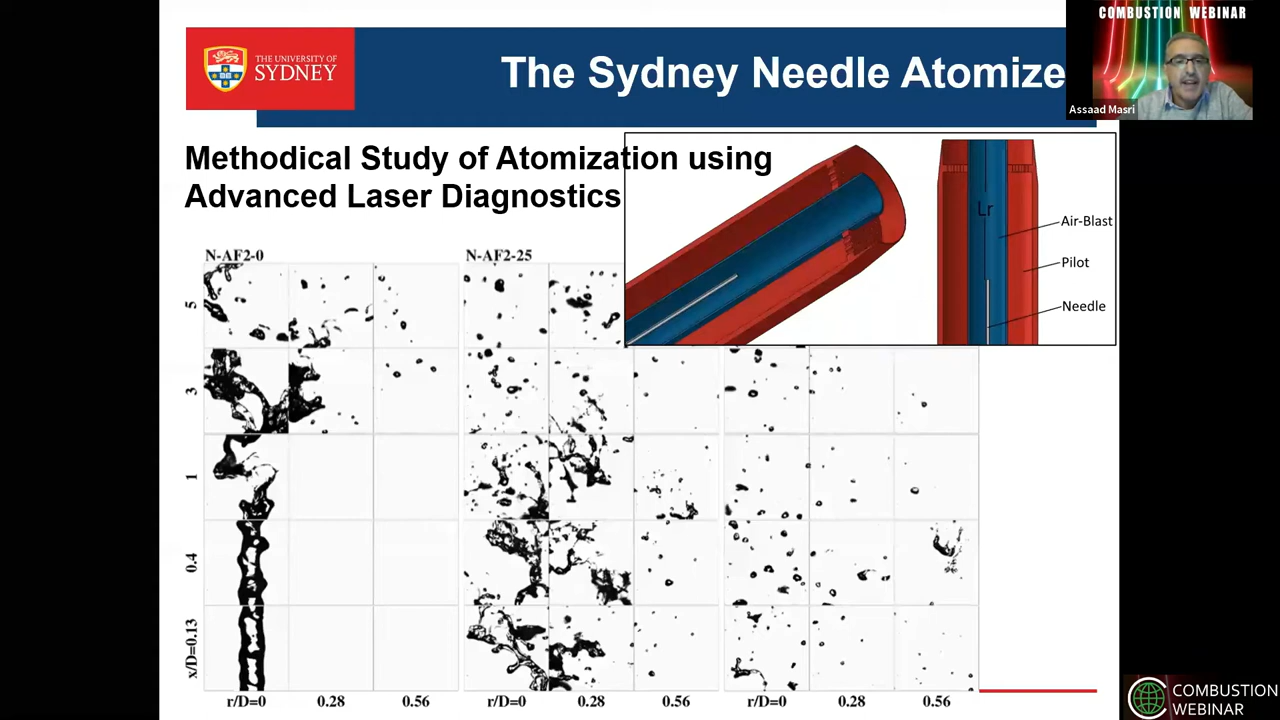 COMBUSTION WEBINAR
Assaad Masri
THE UNIVERSITY OF
SYDNEY
The Sydney Needle Atomize
Methodical Study of Atomization using
Advanced Laser Diagnostics
Lr
Air-Blast
Pilot
Needle
N-AF2-0
N-AF2-25
5
3
1
0.4
x/D=0.13
r/D=0
0.28
0.56
r/D=0
0.28
0.56
r/D=0
0.28
0.56
COMBUSTION
WEBINAR